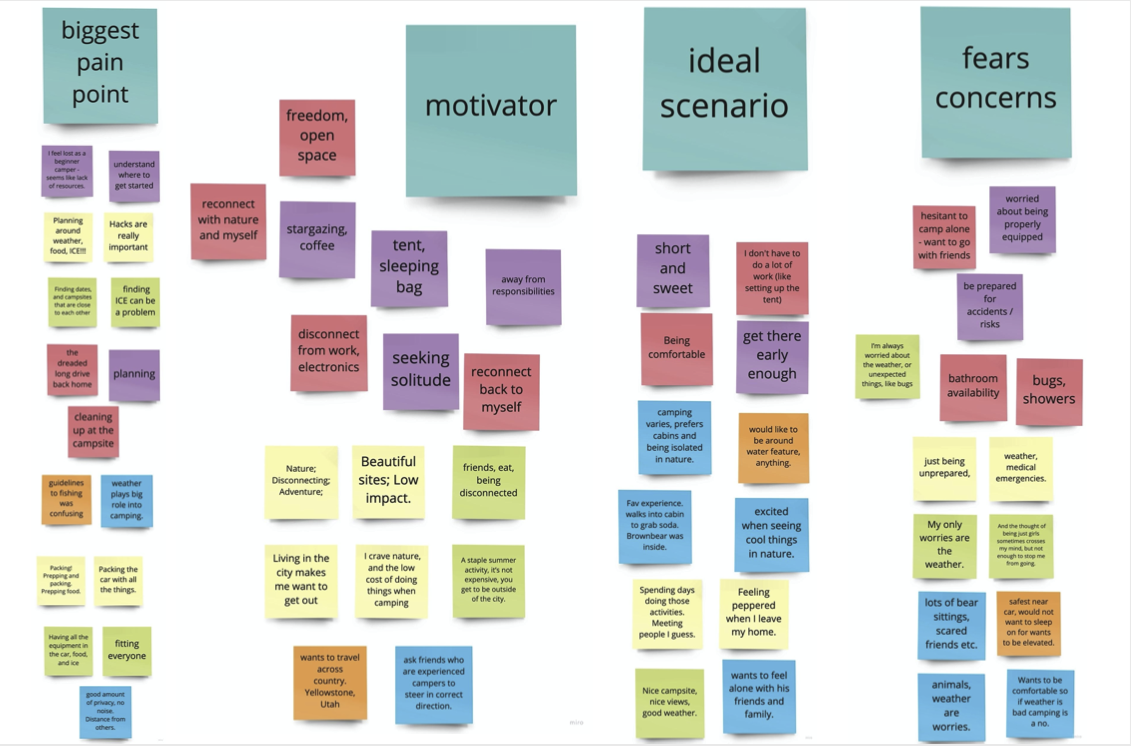 biggest
pain
point
I feel lost as a
beginner
camper -
seems like lack
of resources.
understand
where to
get started
Planning
around
weather,
food, ICE!!!
Hacks are
really
important
Finding dates,
and campsites
that are close
to each other
finding
ICE can be
a problem
the
dreaded
long drive
back home
planning
cleaning
up at the
campsite
guidelines
to fishing
was
confusing
weather
plays big
role into
camping.
Packing!
Prepping and
packing.
Prepping food.
Packing the
car with all
the things.
Having all the
equipment in
the car, food,
and ice
fitting
everyone
good amount
of privacy, no
noise.
Distance from
others.
motivator
freedom,
open
space
reconnect
with nature
and myself
stargazing,
coffee
tent,
sleeping
bag
away from
responsibilities
disconnect
from work,
electronics
seeking
solitude
reconnect
back to
myself
Nature;
Disconnecting;
Adventure;
Beautiful
sites; Low
impact.
friends, eat,
being
disconnected
Living in the
city makes
me want to
get out
I crave nature,
and the low
cost of doing
things when
camping
A staple summer
activity, it's not
expensive, you
get to be outside
of the city.
wants to travel
across
country.
Yellowstone,
Utah
ask friends who
are experienced
campers to
steer in correct
direction.
miro
ideal
scenario
short
and
sweet
I don't have to
do a lot of
work (like
setting up the
tent)
Being
comfortable
get there
early
enough
camping
varies, prefers
cabins and
being isolated
in nature.
would like to
be around
water feature,
anything.
Fav experience.
walks into cabin
to grab soda.
Brownbear was
inside.
excited
when seeing
cool things
in nature.
Spending days
doing those
activities.
Meeting
people I guess.
Feeling
peppered
when I leave
my home.
Nice campsite,
nice views,
good weather.
wants to feel
alone with his
friends and
family.
fears
concerns
hesitant to
camp alone
- want to go
with friends
worried
about being
properly
equipped
be prepared
for
accidents /
risks
I'm always
worried about
the weather, or
unexpected
things, like bugs
bathroom
availability
bugs,
showers
just being
unprepared,
weather,
medical
emergencies.
My only
worries are
the
weather.
And the thought of
being just girls
sometimes crosses
my mind, but not
enough to stop me
from going.
lots of bear
sittings,
scared
friends etc.
safest near
car, would not
want to sleep
on for wants
to be elevated.
animals,
weather
are
worries.
Wants to be
comfortable so
if weather is
bad camping is
a no.